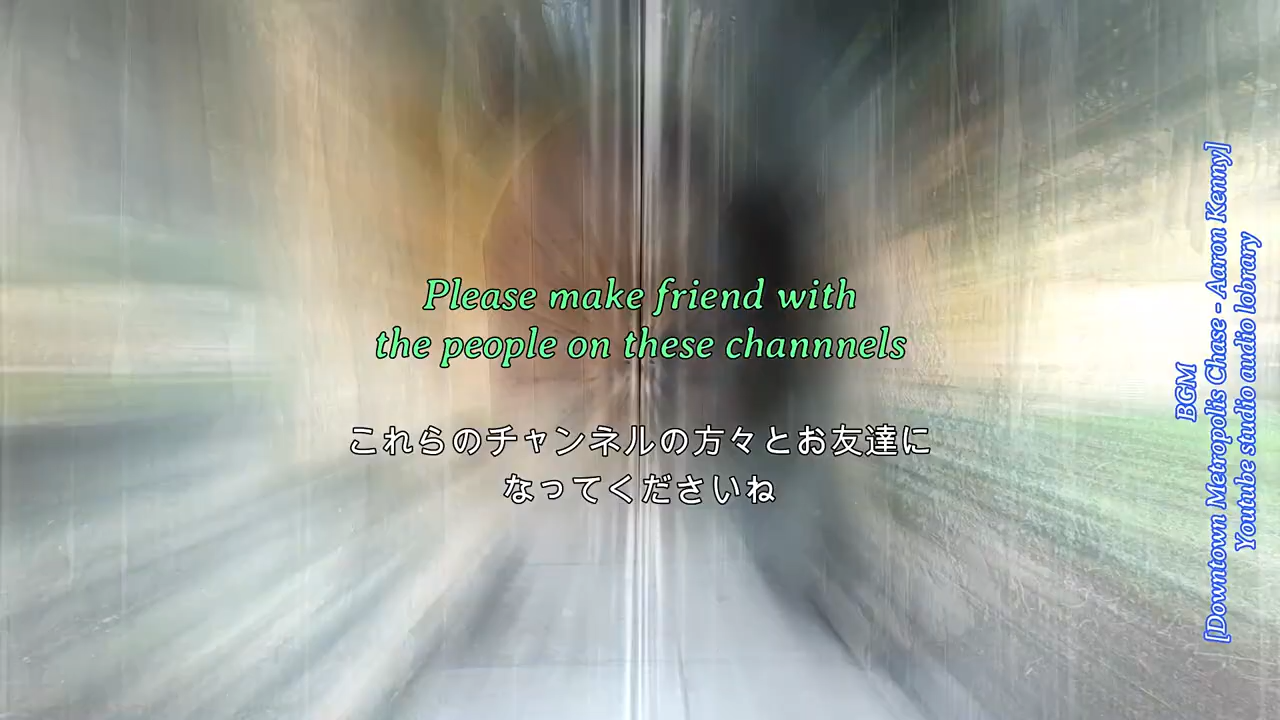 Please make friend with
the people on these channnels
これらのチャンネルの方々とお友達に
なってくださいね
BGM
[Downtown Metropolis Chase - Aaron Kenny]
Youtube studio audio lobrary